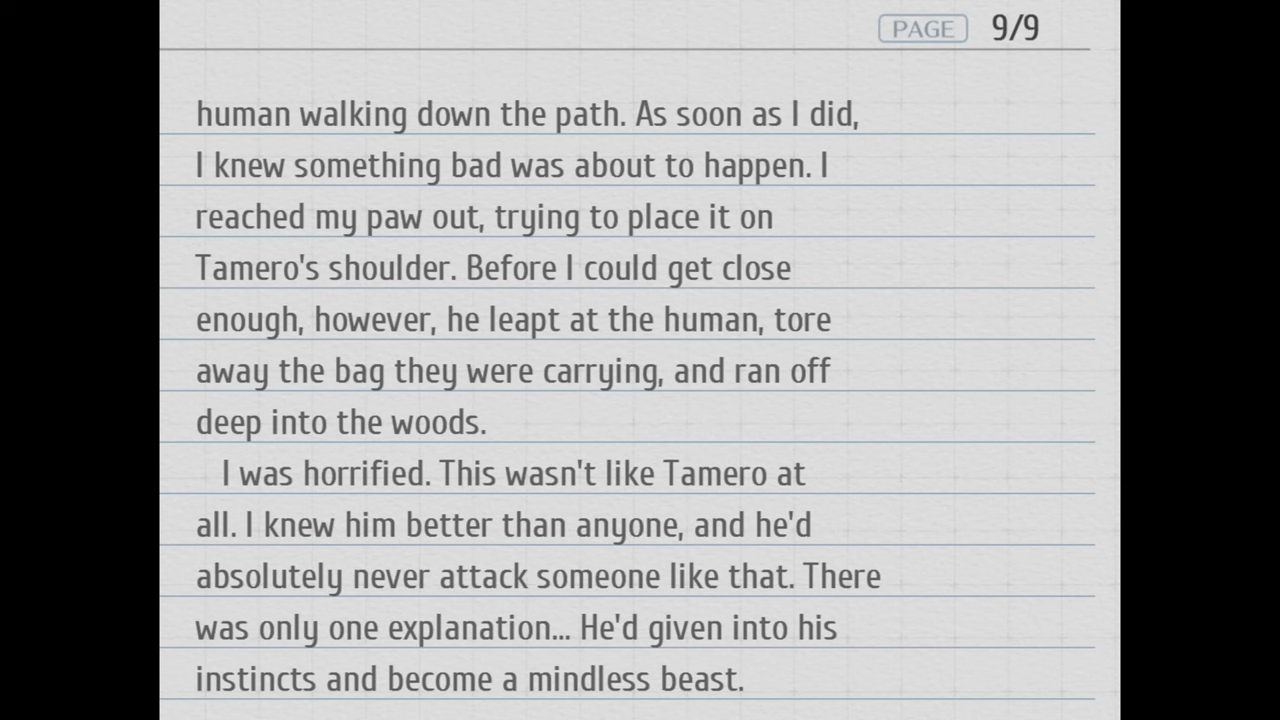 PAGE 9/9
human walking down the path. As soon as I did,
I knew something bad was about to happen. I
reached my paw out, trying to place it on
Tamero's shoulder. Before I could get close
enough, however, he leapt at the human, tore
away the bag they were carrying, and ran off
deep into the woods.
I was horrified. This wasn't like Tamero at
all. I knew him better than anyone, and he'd
absolutely never attack someone like that. There
was only one explanation... He'd given into his
instincts and become a mindless beast.